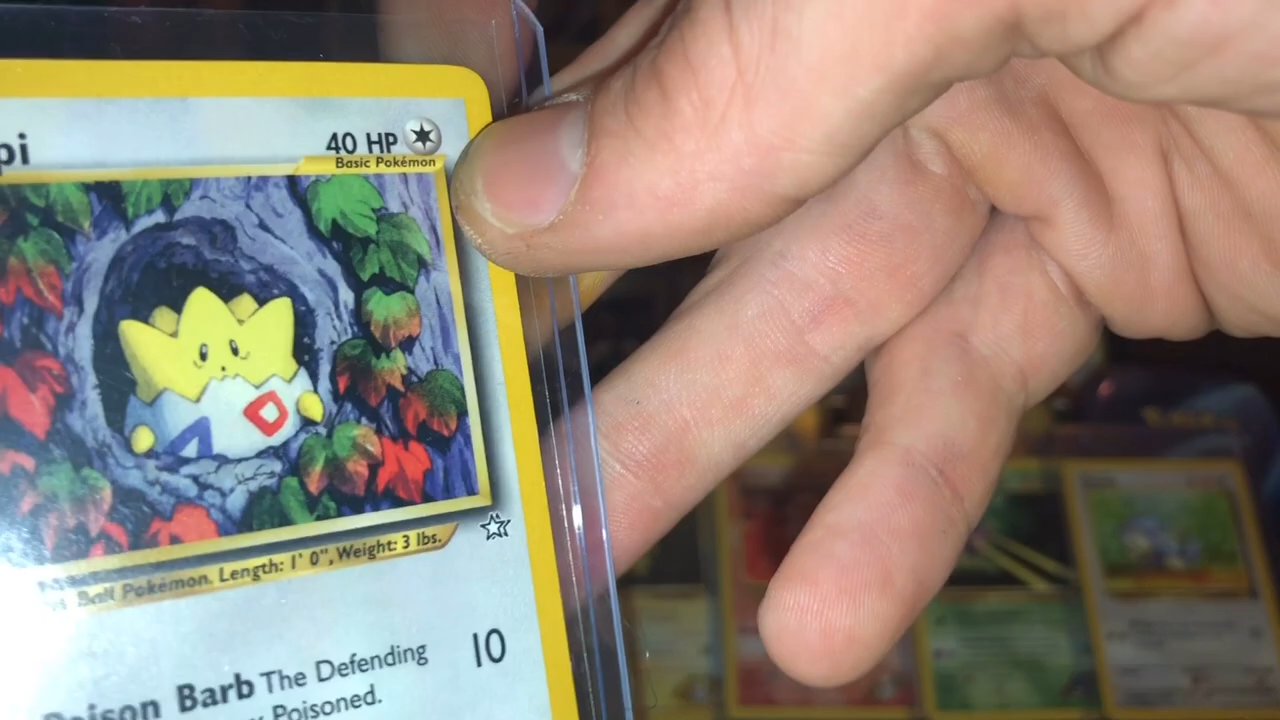 pi
40 HP
Basic Pokémon
Ball Pokémon. Length: 1' 0", Weight: 3 lbs.
Poison Barb The Defending
10
Poisoned.